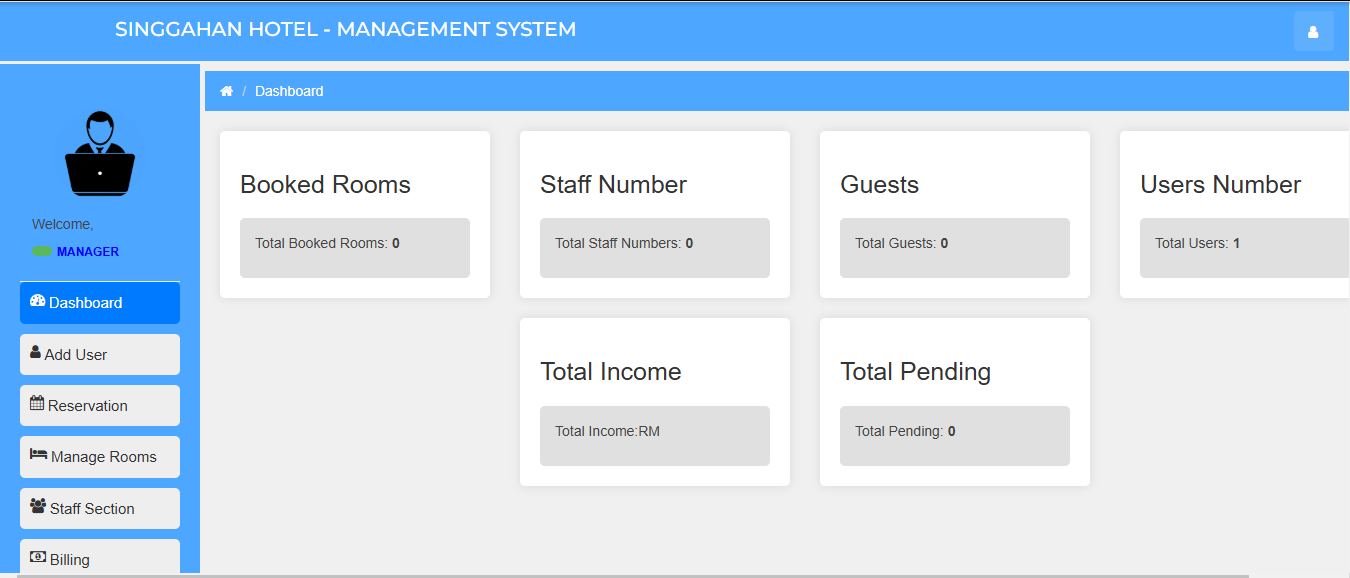 SINGGAHAN HOTEL - MANAGEMENT SYSTEM
/ Dashboard
Welcome,
MANAGER
Dashboard
Add User
Reservation
Manage Rooms
Staff Section
Billing
Booked Rooms
Total Booked Rooms: 0
Staff Number
Total Staff Numbers: 0
Guests
Total Guests: 0
Users Number
Total Users: 1
Total Income
Total Income:RM
Total Pending
Total Pending: 0